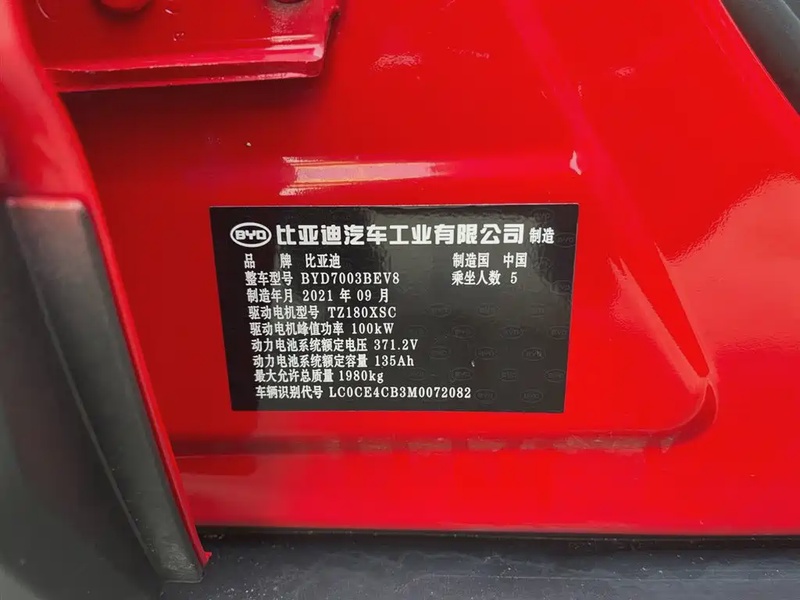 BYD 比亚迪汽车工业有限公司 制造
品 牌 比亚迪 制造国 中国
整车型号 BYD7003BEV8 乘坐人数 5
制造年月 2021 年 09 月
驱动电机型号 TZ180XSC
驱动电机峰值功率 100kW
动力电池系统额定电压 371.2V
动力电池系统额定容量 135Ah
最大允许总质量 1980kg
车辆识别代号 LC0CE4CB3M0072082